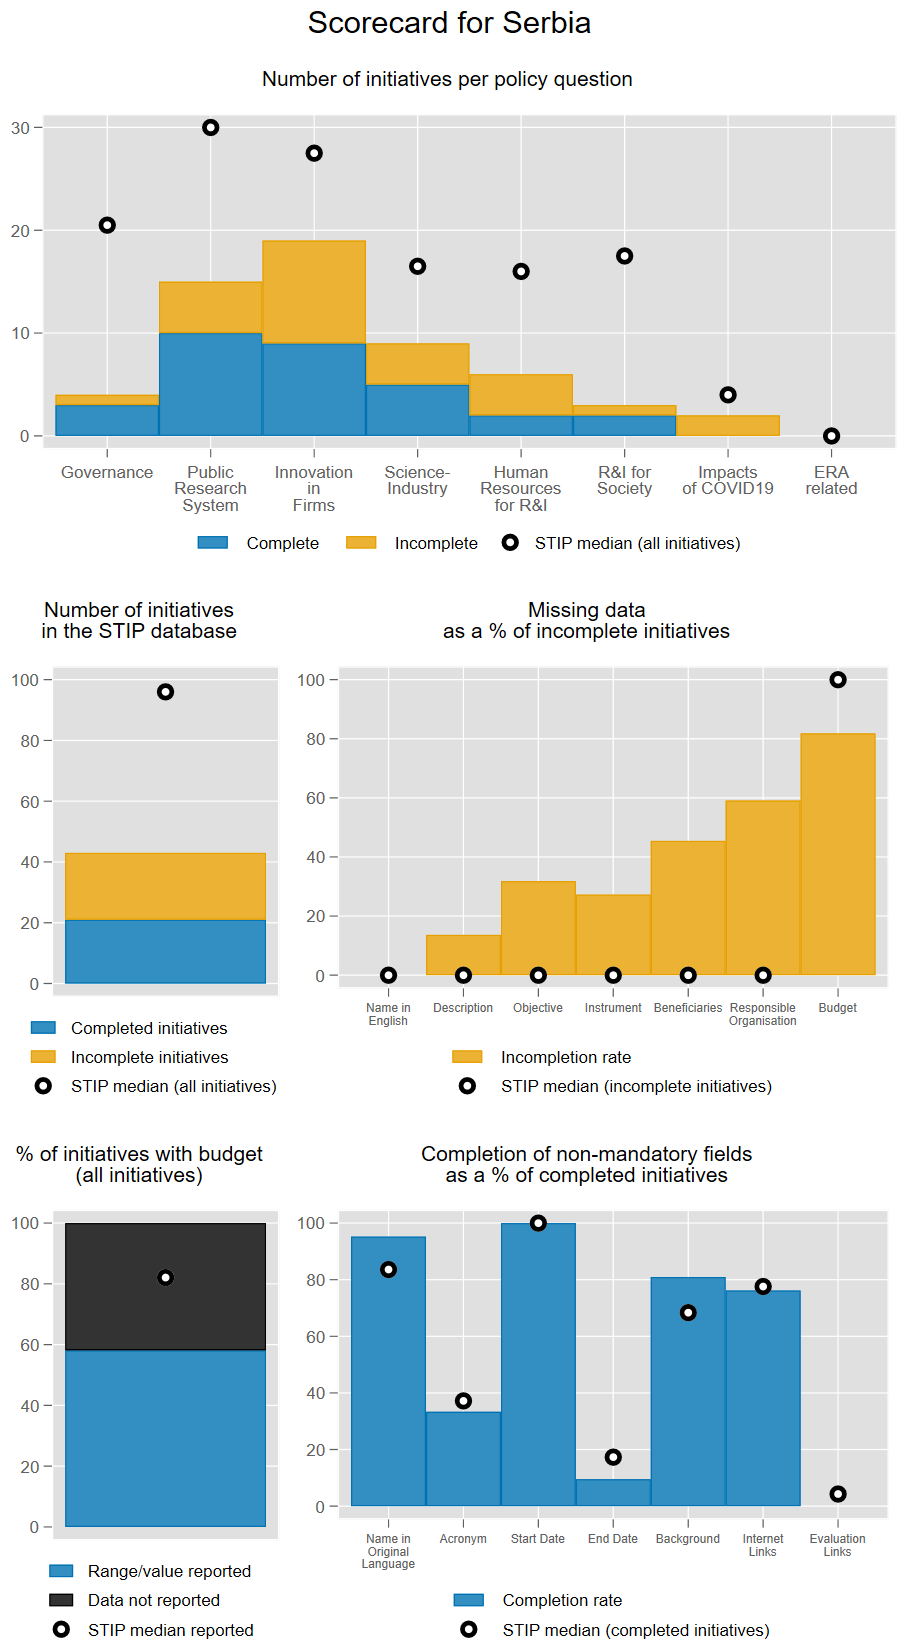 Scorecard for Serbia
Number of initiatives per policy question
30
20
10
0
Governance
Public
Research
System
Innovation
in
Firms
Science-
Industry
Human
Resources
for R&I
R&I for
Society
Impacts
of COVID19
ERA
related
Complete
Incomplete
STIP median (all initiatives)
Number of initiatives
in the STIP database
100
80
60
40
20
0
Completed initiatives
Incomplete initiatives
STIP median (all initiatives)
Missing data
as a % of incomplete initiatives
100
80
60
40
20
0
Name in
English
Description
Objective
Instrument
Beneficiaries
Responsible
Organisation
Budget
Incompletion rate
STIP median (incomplete initiatives)
% of initiatives with budget
(all initiatives)
100
80
60
40
20
0
Range/value reported
Data not reported
STIP median reported
Completion of non-mandatory fields
as a % of completed initiatives
100
80
60
40
20
0
Name in
Original
Language
Acronym
Start Date
End Date
Background
Internet
Links
Evaluation
Links
Completion rate
STIP median (completed initiatives)